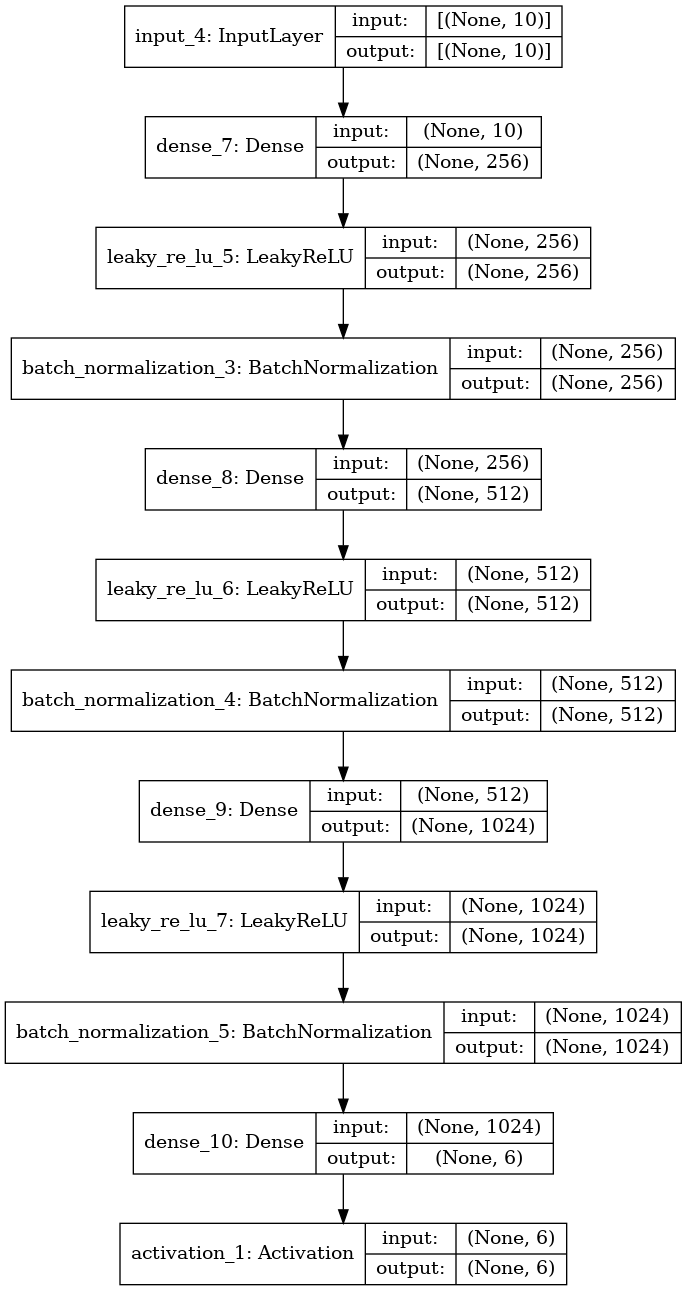 input_4: InputLayer
input: [(None, 10)]
output: [(None, 10)]
dense_7: Dense
input: (None, 10)
output: (None, 256)
leaky_re_lu_5: LeakyReLU
input: (None, 256)
output: (None, 256)
batch_normalization_3: BatchNormalization
input: (None, 256)
output: (None, 256)
dense_8: Dense
input: (None, 256)
output: (None, 512)
leaky_re_lu_6: LeakyReLU
input: (None, 512)
output: (None, 512)
batch_normalization_4: BatchNormalization
input: (None, 512)
output: (None, 512)
dense_9: Dense
input: (None, 512)
output: (None, 1024)
leaky_re_lu_7: LeakyReLU
input: (None, 1024)
output: (None, 1024)
batch_normalization_5: BatchNormalization
input: (None, 1024)
output: (None, 1024)
dense_10: Dense
input: (None, 1024)
output: (None, 6)
activation_1: Activation
input: (None, 6)
output: (None, 6)